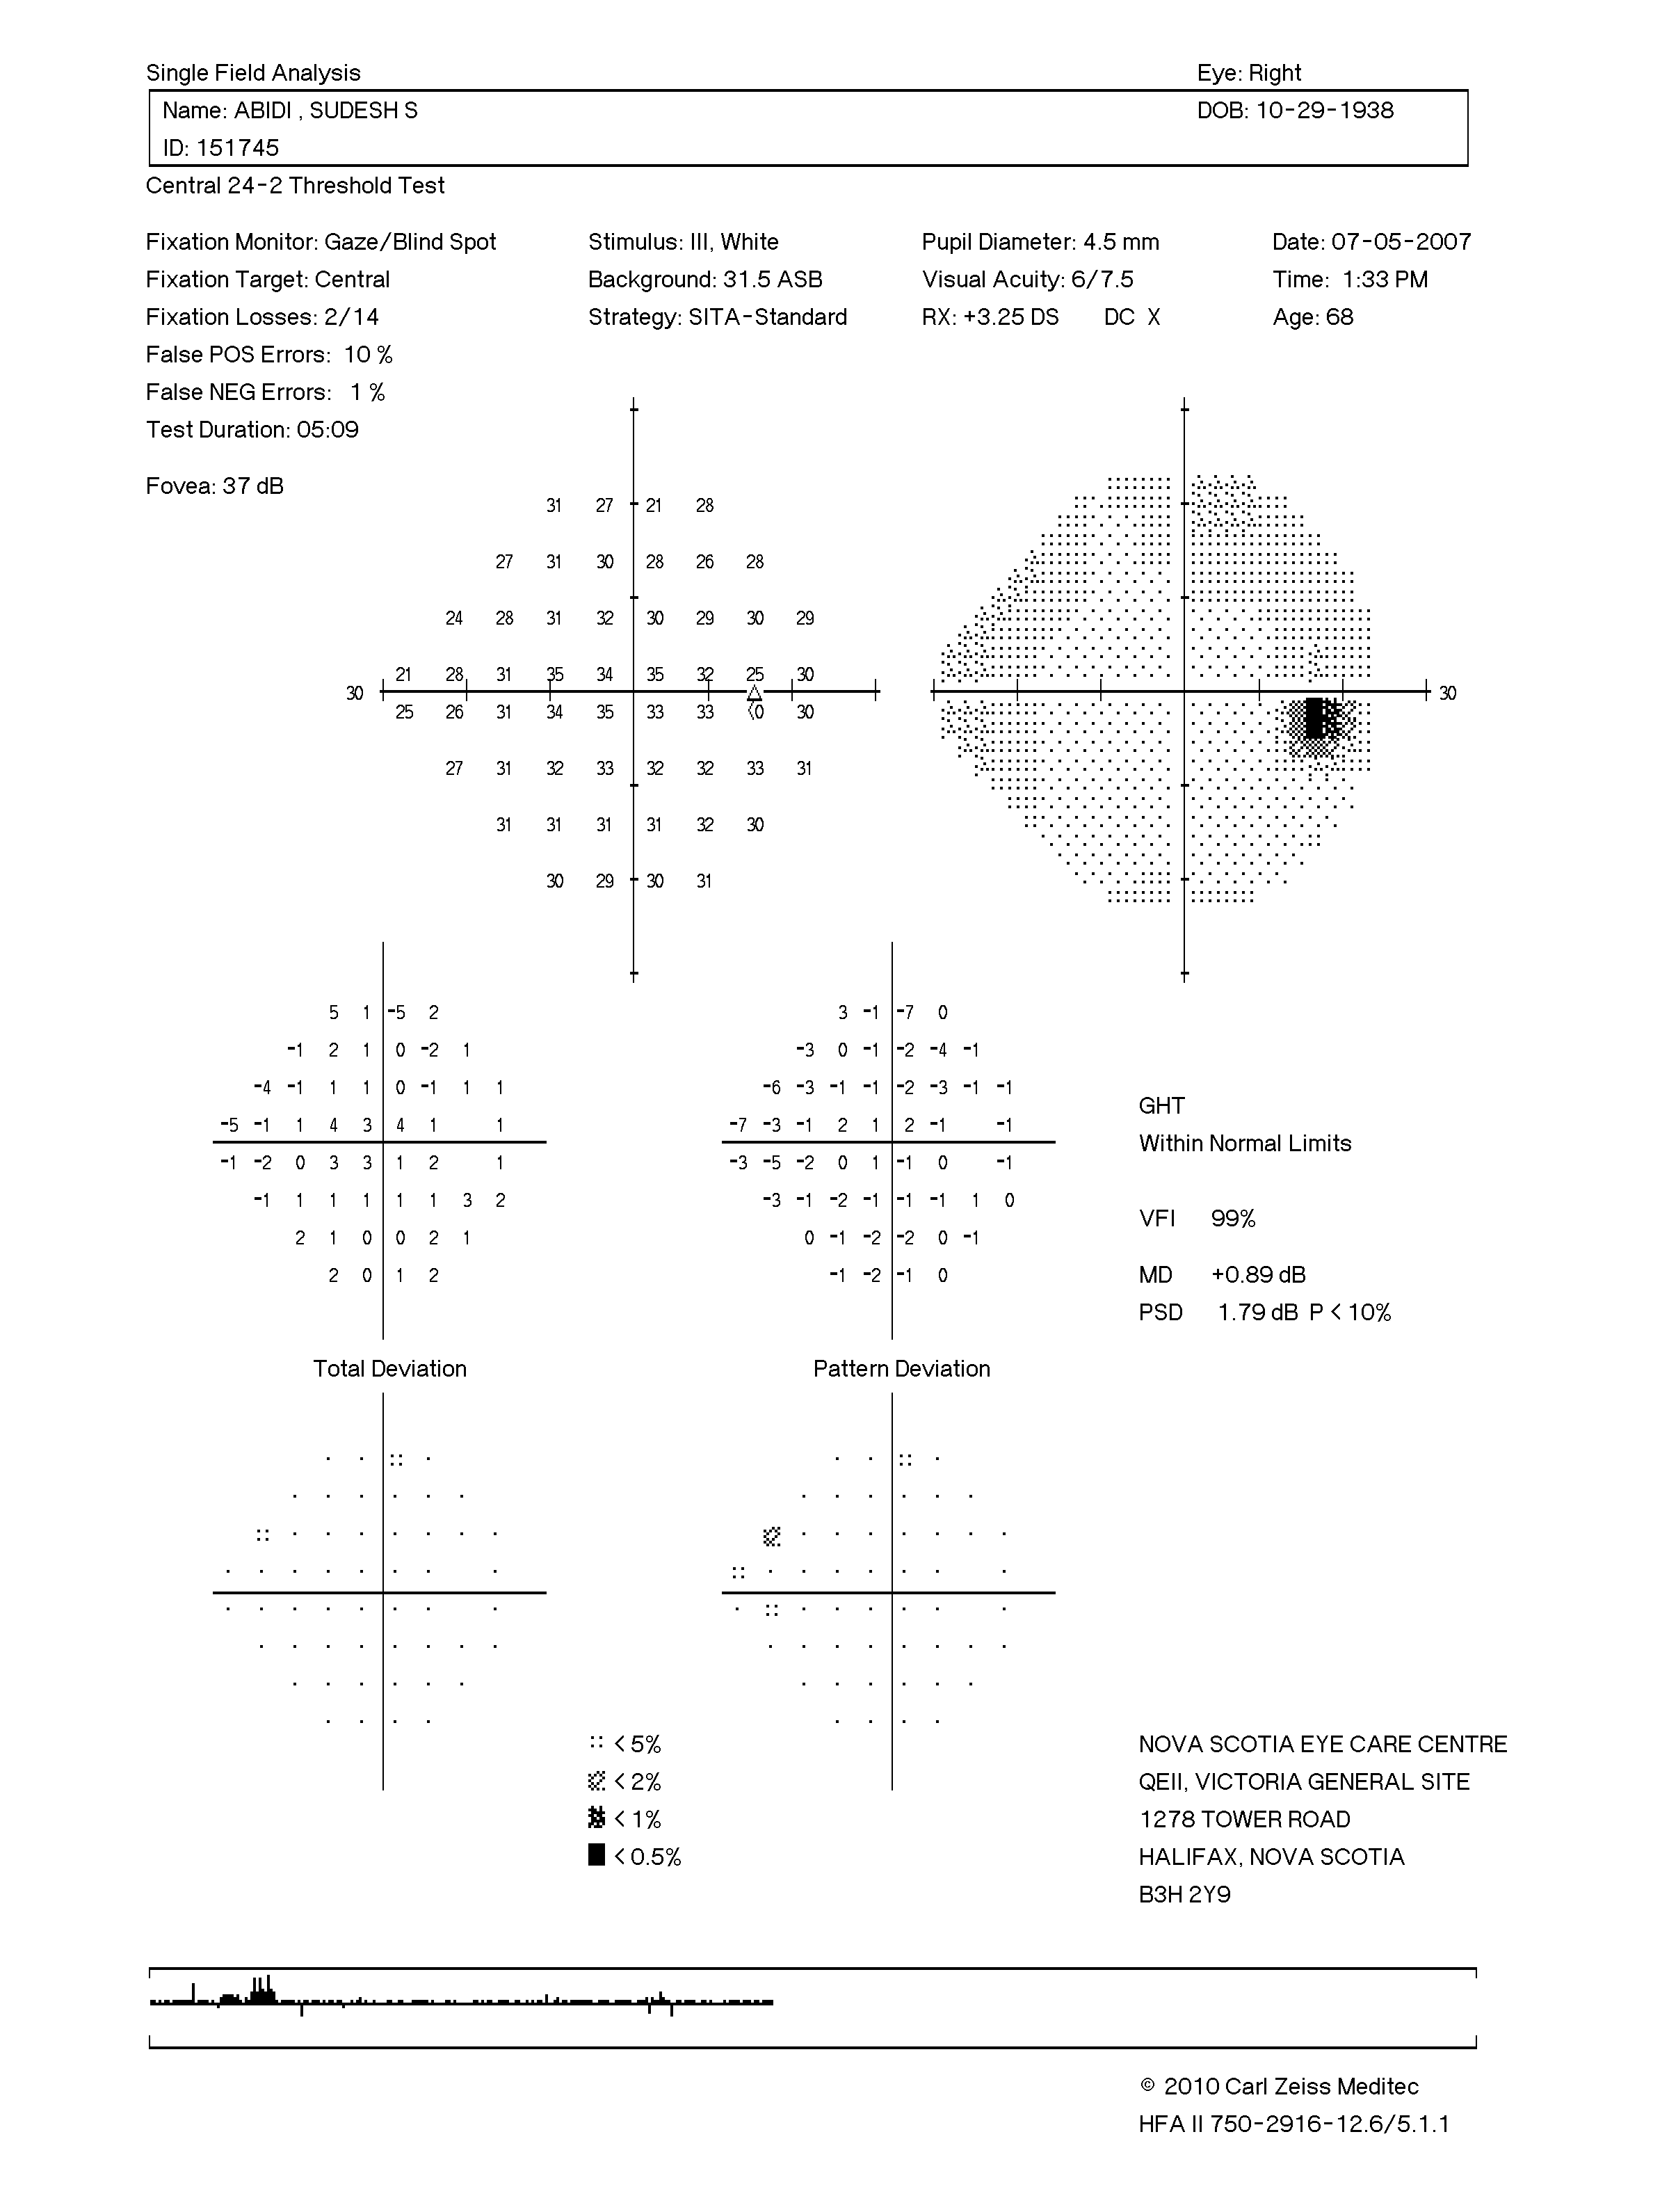 Single Field Analysis Eye: Right
Name: ABIDI , SUDESH S DOB: 10-29-1938
ID: 151745
Central 24-2 Threshold Test
Fixation Monitor: Gaze/Blind Spot Stimulus: III, White Pupil Diameter: 4.5 mm Date: 07-05-2007
Fixation Target: Central Background: 31.5 ASB Visual Acuity: 6/7.5 Time: 1:33 PM
Fixation Losses: 2/14 Strategy: SITA-Standard RX: +3.25 DS DC X Age: 68
False POS Errors: 10 %
False NEG Errors: 1 %
Test Duration: 05:09
Fovea: 37 dB
31 27 21 28
27 31 30 28 26 28
24 28 31 32 30 29 30 29
21 28 31 35 34 35 32 25 30
30 30
25 26 31 34 35 33 33 <0 30
27 31 32 33 32 32 33 31
31 31 31 31 32 30
30 29 30 31
5 1 -5 2 3 -1 -7 0
-1 2 1 0 -2 1 -3 0 -1 -2 -4 -1
-4 -1 1 1 0 -1 1 1 -6 -3 -1 -1 -2 -3 -1 -1
-5 -1 1 4 3 4 1 1 -7 -3 -1 2 1 2 -1 -1
-1 -2 0 3 3 1 2 1 -3 -5 -2 0 1 -1 0 -1
-1 1 1 1 1 1 3 2 -3 -1 -2 -1 -1 -1 1 0
2 1 0 0 2 1 0 -1 -2 -2 0 -1
2 0 1 2 -1 -2 -1 0
GHT
Within Normal Limits
VFI 99%
MD +0.89 dB
PSD 1.79 dB P < 10%
Total Deviation Pattern Deviation
< 5%
< 2%
< 1%
< 0.5%
NOVA SCOTIA EYE CARE CENTRE
QEII, VICTORIA GENERAL SITE
1278 TOWER ROAD
HALIFAX, NOVA SCOTIA
B3H 2Y9
© 2010 Carl Zeiss Meditec
HFA II 750-2916-12.6/5.1.1